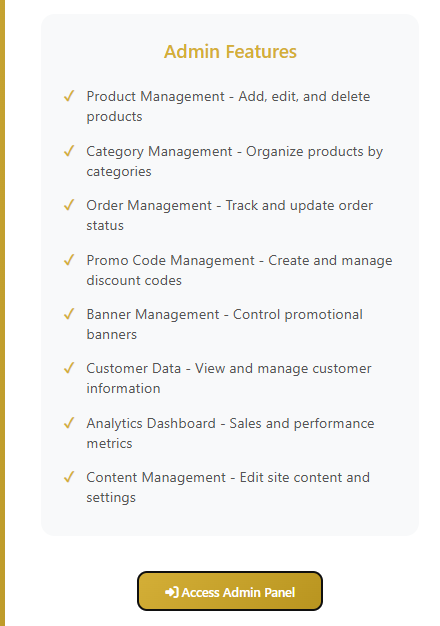 Admin Features
✓ Product Management - Add, edit, and delete
products
✓ Category Management - Organize products by
categories
✓ Order Management - Track and update order
status
✓ Promo Code Management - Create and manage
discount codes
✓ Banner Management - Control promotional
banners
✓ Customer Data - View and manage customer
information
✓ Analytics Dashboard - Sales and performance
metrics
✓ Content Management - Edit site content and
settings
Access Admin Panel